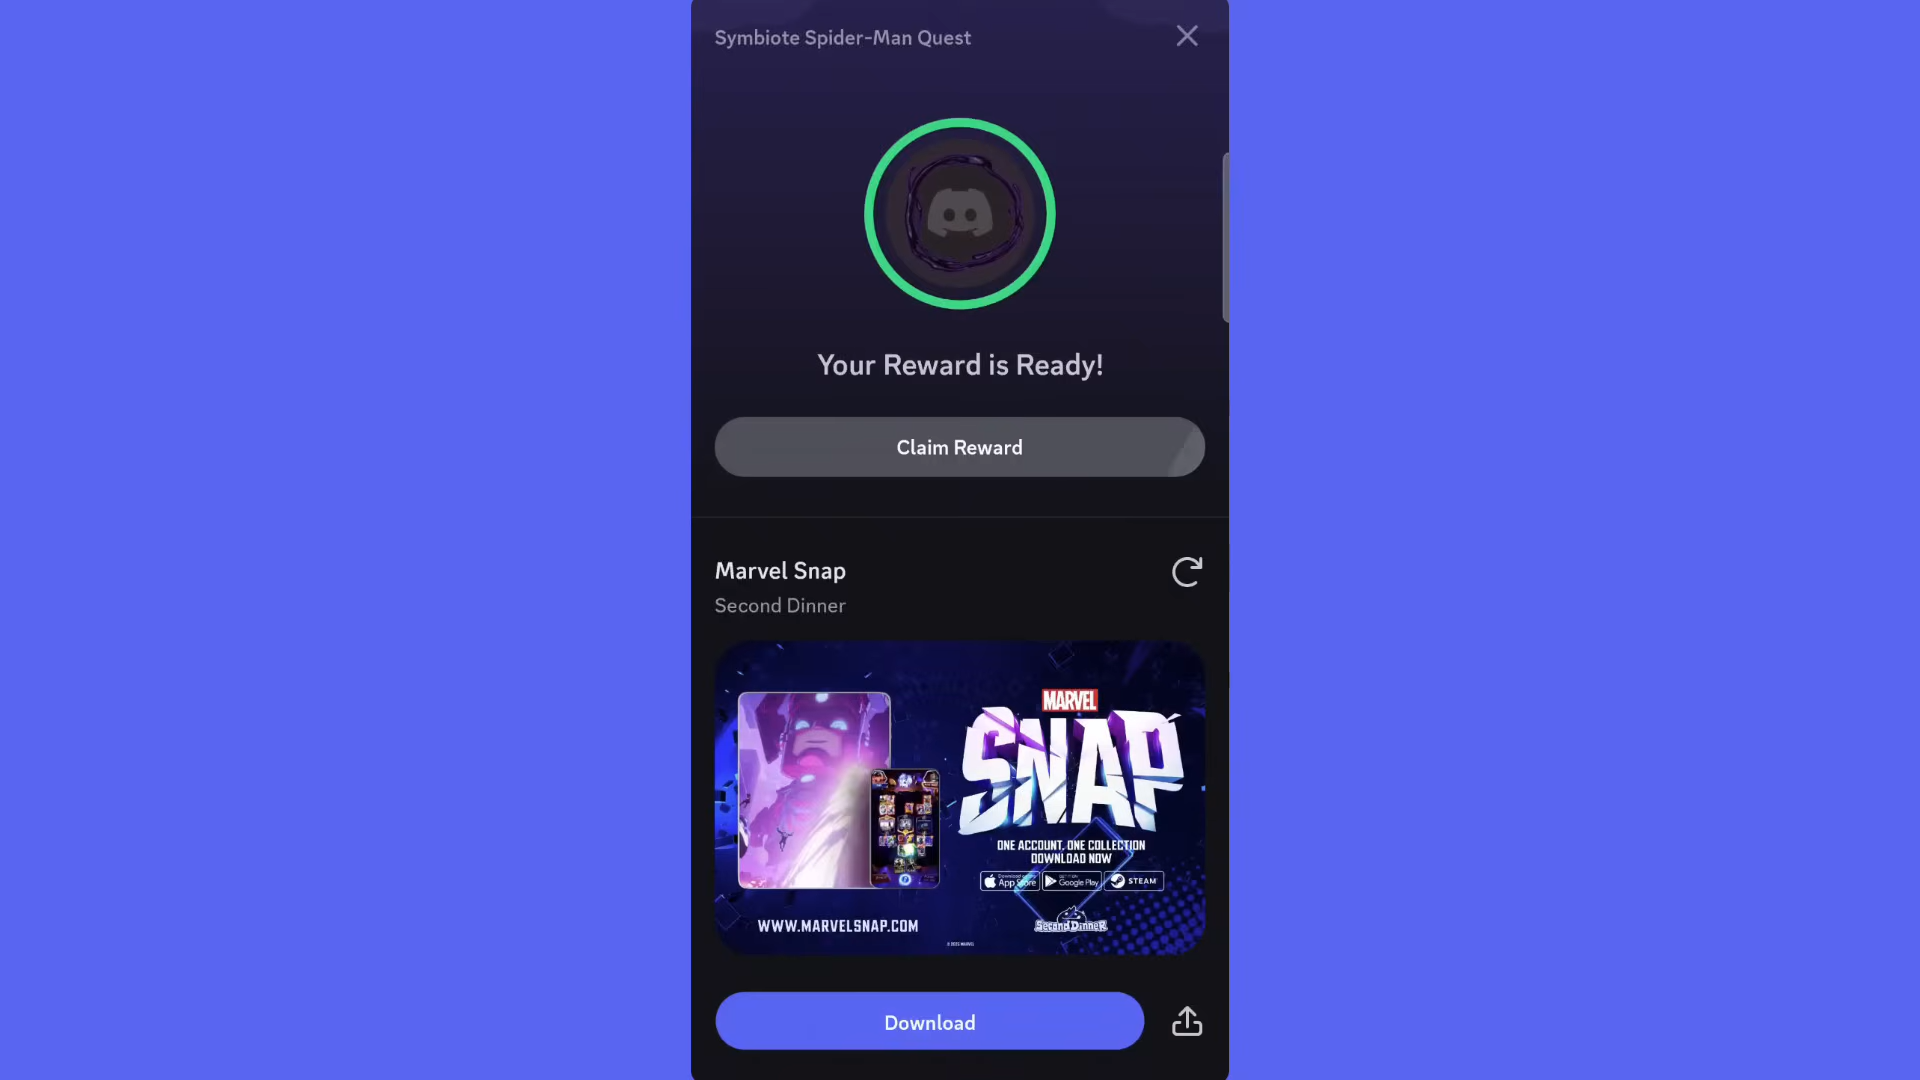 Symbiote Spider-Man Quest
Your Reward is Ready!
Claim Reward
Marvel Snap
Second Dinner
MARVEL
SNAP
ONE ACCOUNT, ONE COLLECTION
DOWNLOAD NOW
App Store
Google Play
STEAM
WWW.MARVELSNAP.COM
Second Dinner
Download